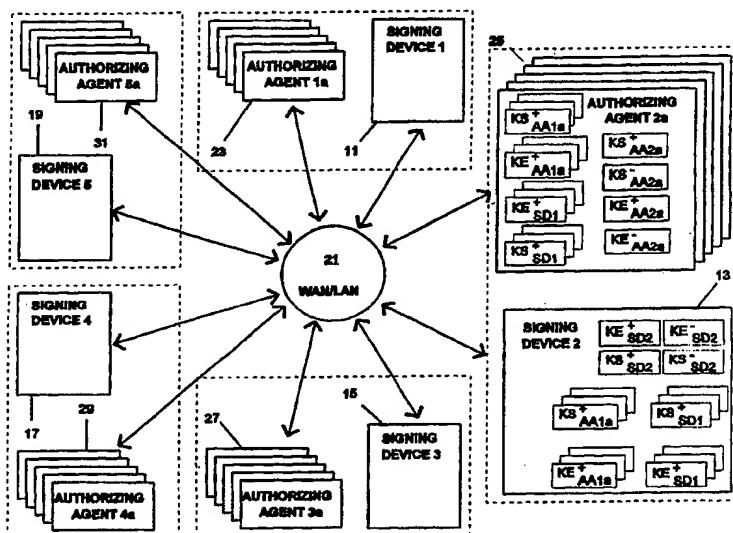 AUTHORIZING
AGENT 5a
19
31
SIGNING
DEVICE 5
AUTHORIZING
AGENT 1a
23
SIGNING
DEVICE 1
11
25
AUTHORIZING
AGENT 2a
KS + AA1a
KE + AA1a
KE + SD1
KS + SD1
KS + AA2a
KS - AA2a
KE + AA2a
KE - AA2a
21
WAN/LAN
13
SIGNING
DEVICE 2
KE + SD2
KE - SD2
KS + SD2
KS - SD2
KS + AA1a
KS + SD1
KE + AA1a
KE + SD1
SIGNING
DEVICE 4
17
29
AUTHORIZING
AGENT 4a
27
AUTHORIZING
AGENT 3a
15
SIGNING
DEVICE 3